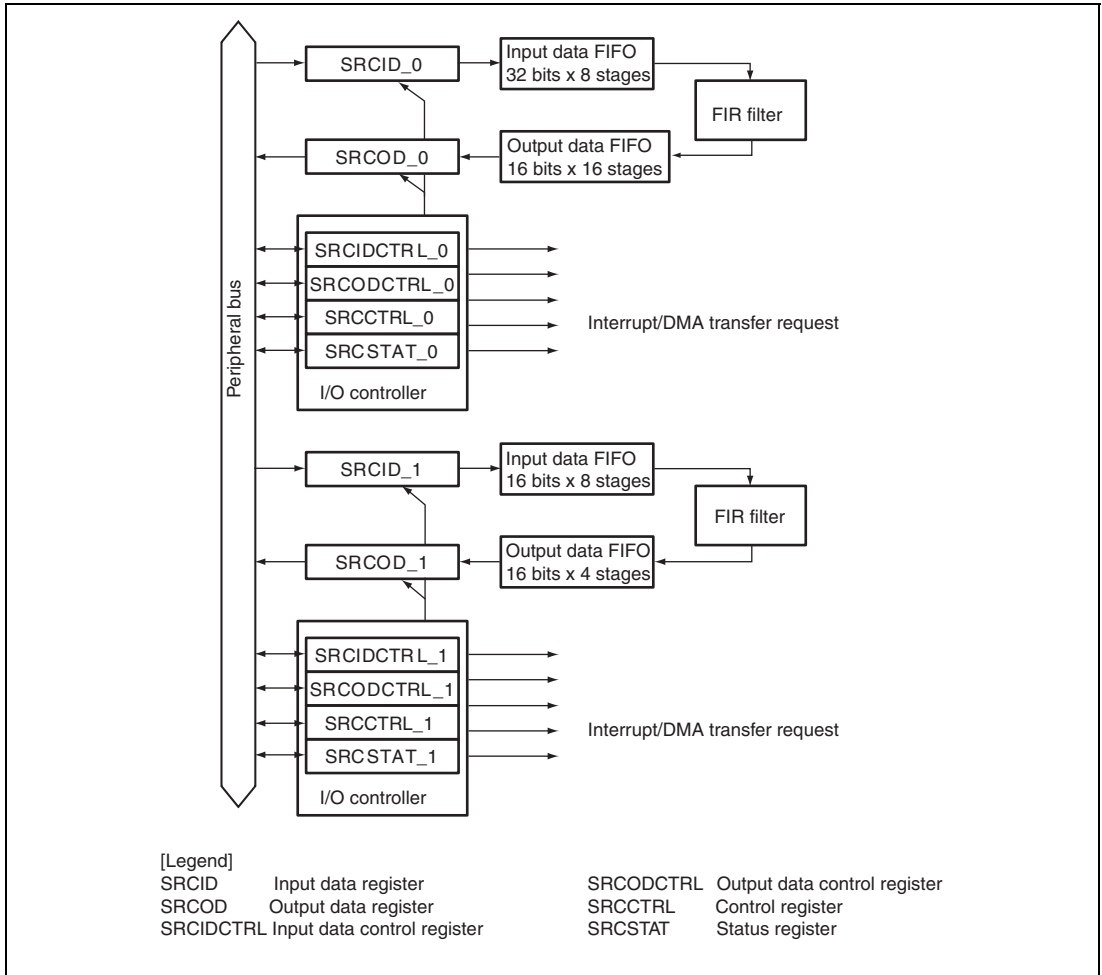 SRCID_0
Input data FIFO
32 bits x 8 stages
FIR filter
SRCOD_0
Output data FIFO
16 bits x 16 stages
Peripheral bus
SRCIDCTRL_0
SRCODCTRL_0
SRCCTRL_0
SRCSTAT_0
I/O controller
Interrupt/DMA transfer request
SRCID_1
Input data FIFO
16 bits x 8 stages
FIR filter
SRCOD_1
Output data FIFO
16 bits x 4 stages
SRCIDCTRL_1
SRCODCTRL_1
SRCCTRL_1
SRCSTAT_1
I/O controller
Interrupt/DMA transfer request
[Legend]
SRCID Input data register
SRCOD Output data register
SRCIDCTRL Input data control register
SRCODCTRL Output data control register
SRCCTRL Control register
SRCSTAT Status register